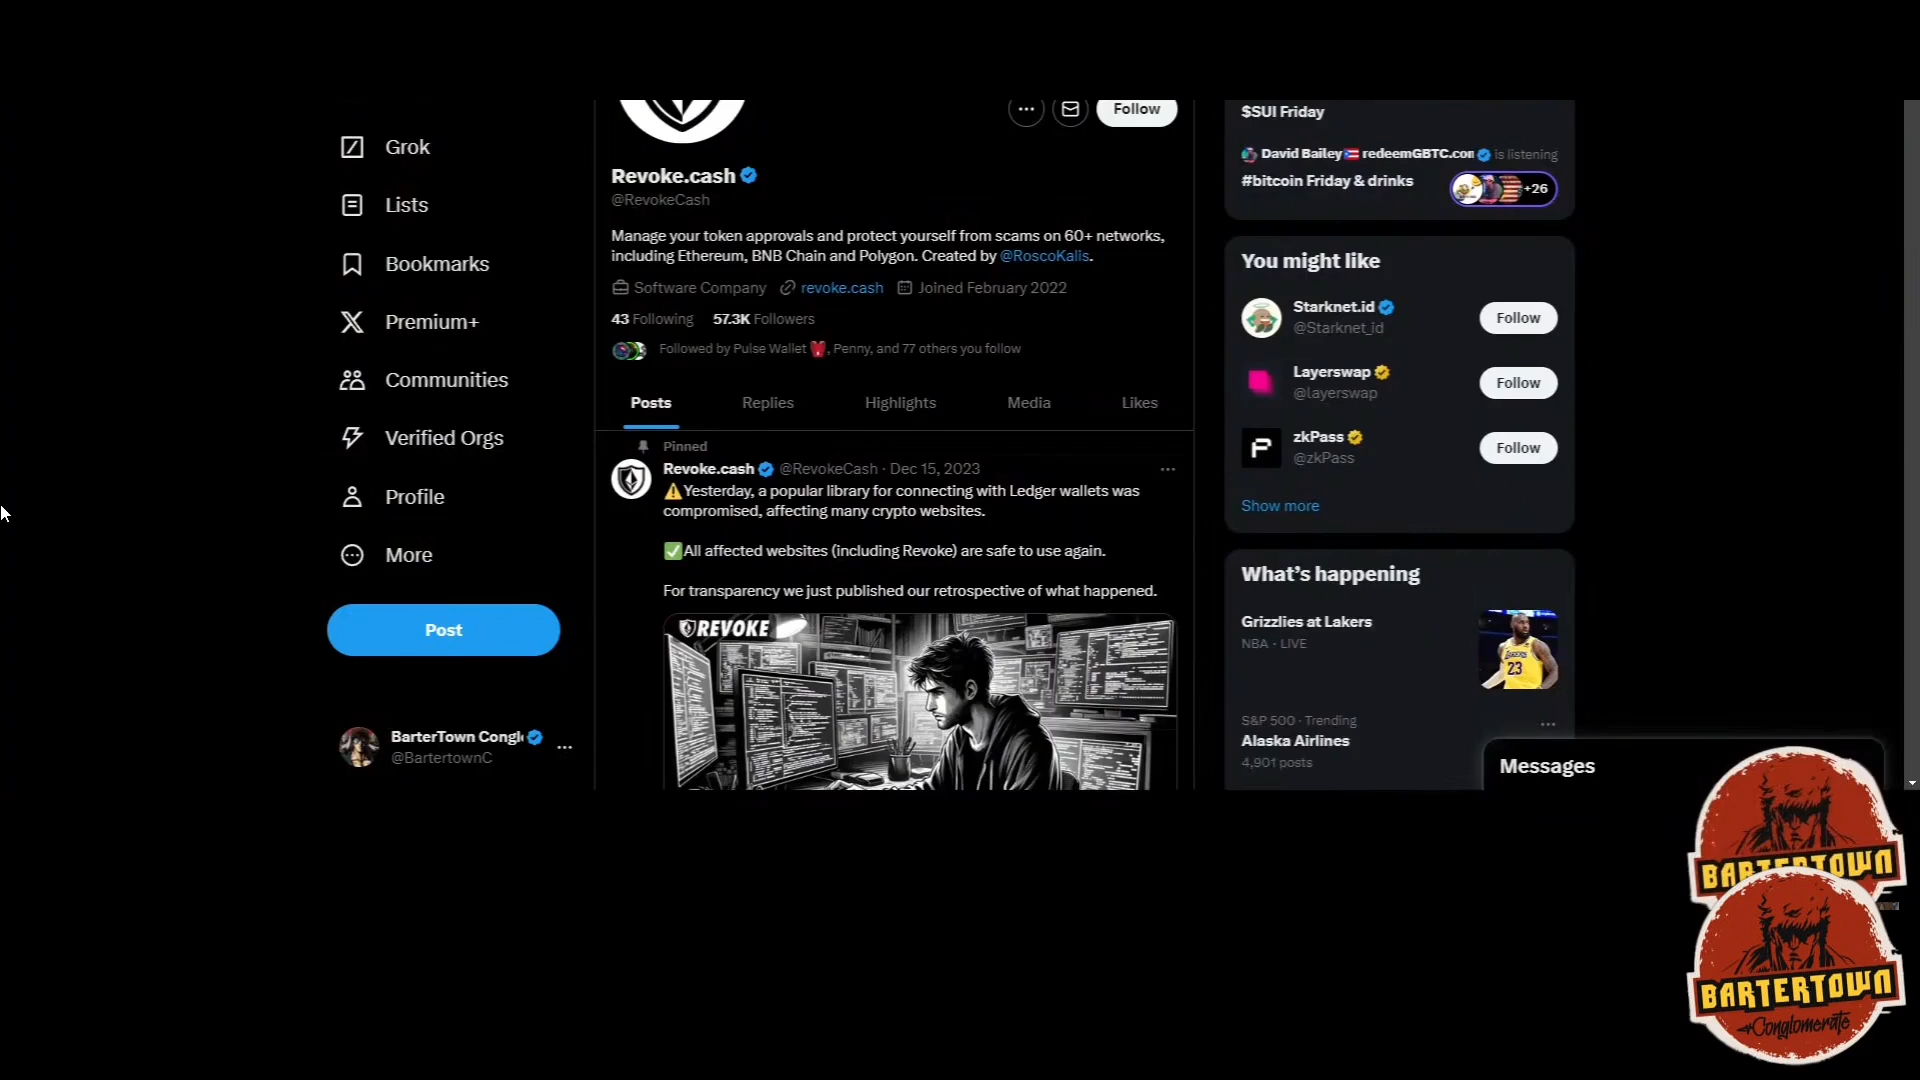 Grok
Lists
Bookmarks
Premium+
Communities
Verified Orgs
Profile
More
Post
BarterTown Congl
@BartertownC
Follow
Revoke.cash
@RevokeCash
Manage your token approvals and protect yourself from scams on 60+ networks,
including Ethereum, BNB Chain and Polygon. Created by @RoscoKalis.
Software Company revoke.cash Joined February 2022
43 Following 57.3K Followers
Followed by Pulse Wallet, Penny, and 77 others you follow
Posts Replies Highlights Media Likes
Pinned
Revoke.cash @RevokeCash · Dec 15, 2023
⚠️Yesterday, a popular library for connecting with Ledger wallets was
compromised, affecting many crypto websites.
✅All affected websites (including Revoke) are safe to use again.
For transparency we just published our retrospective of what happened.
REVOKE
$SUI Friday
David Bailey🇵🇷 redeemGBTC.com is listening
#bitcoin Friday & drinks
+26
You might like
Starknet.id
@Starknet_id
Follow
Layerswap
@layerswap
Follow
zkPass
@zkPass
Follow
Show more
What's happening
Grizzlies at Lakers
NBA · LIVE
S&P 500 · Trending
Alaska Airlines
4,901 posts
Messages
BARTERTOWN
BARTERTOWN
Conglomerate